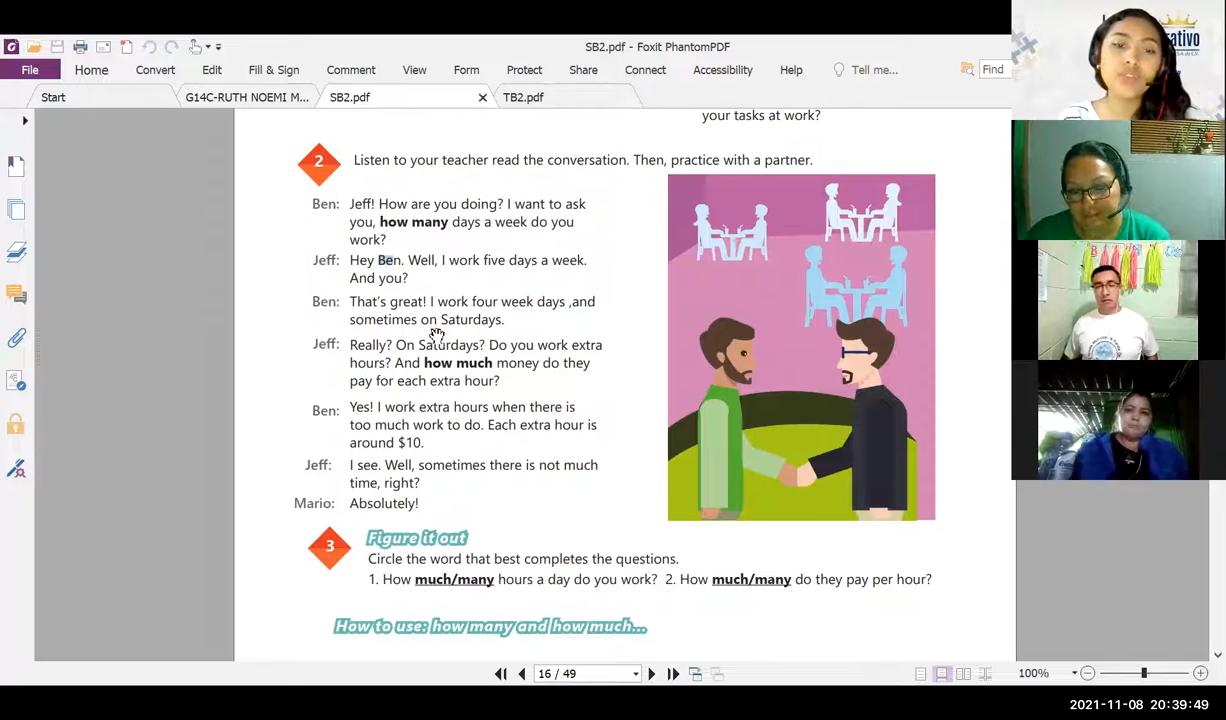 SB2.pdf - Foxit PhantomPDF
File Home Convert Edit Fill & Sign Comment View Form Protect Share Connect Accessibility Help Tell me... Find
Start G14C-RUTH NOEMI M... SB2.pdf TB2.pdf
your tasks at work?
2 Listen to your teacher read the conversation. Then, practice with a partner.
Ben: Jeff! How are you doing? I want to ask
you, how many days a week do you
work?
Jeff: Hey Ben. Well, I work five days a week.
And you?
Ben: That's great! I work four week days ,and
sometimes on Saturdays.
Jeff: Really? On Saturdays? Do you work extra
hours? And how much money do they
pay for each extra hour?
Ben: Yes! I work extra hours when there is
too much work to do. Each extra hour is
around $10.
Jeff: I see. Well, sometimes there is not much
time, right?
Mario: Absolutely!
3 Figure it out
Circle the word that best completes the questions.
1. How much/many hours a day do you work? 2. How much/many do they pay per hour?
How to use: how many and how much...
16 / 49
100%
2021-11-08 20:39:49